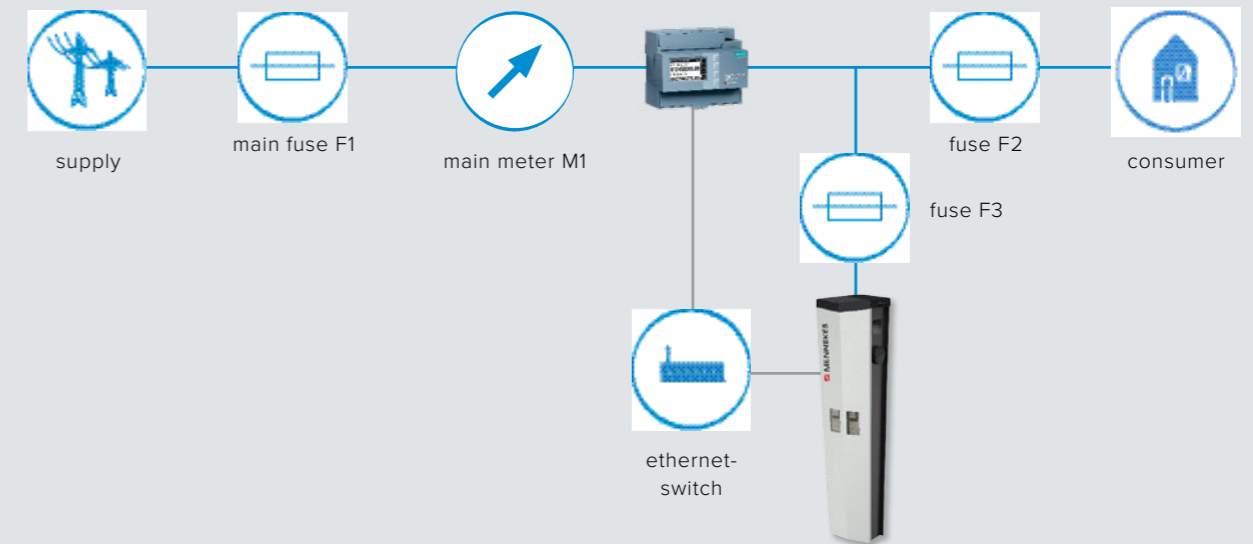 supply
main fuse F1
main meter M1
fuse F2
consumer
fuse F3
MENNEKES
ethernet-
switch